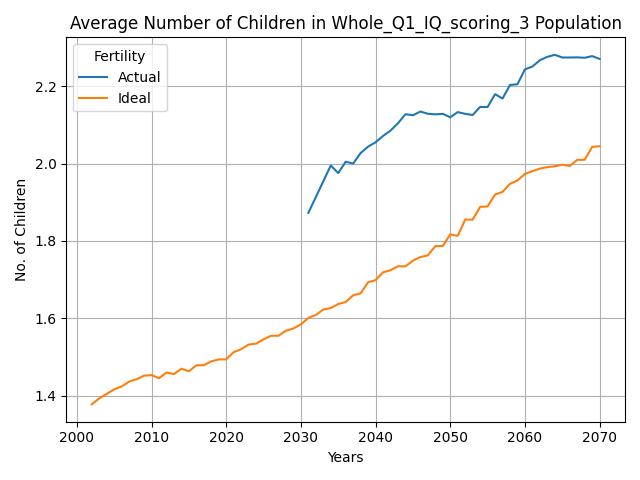 Average Number of Children in Whole_Q1_IQ_scoring_3 Population
Fertility
Actual
Ideal
No. of Children
2.2
2.0
1.8
1.6
1.4
2000 2010 2020 2030 2040 2050 2060 2070
Years